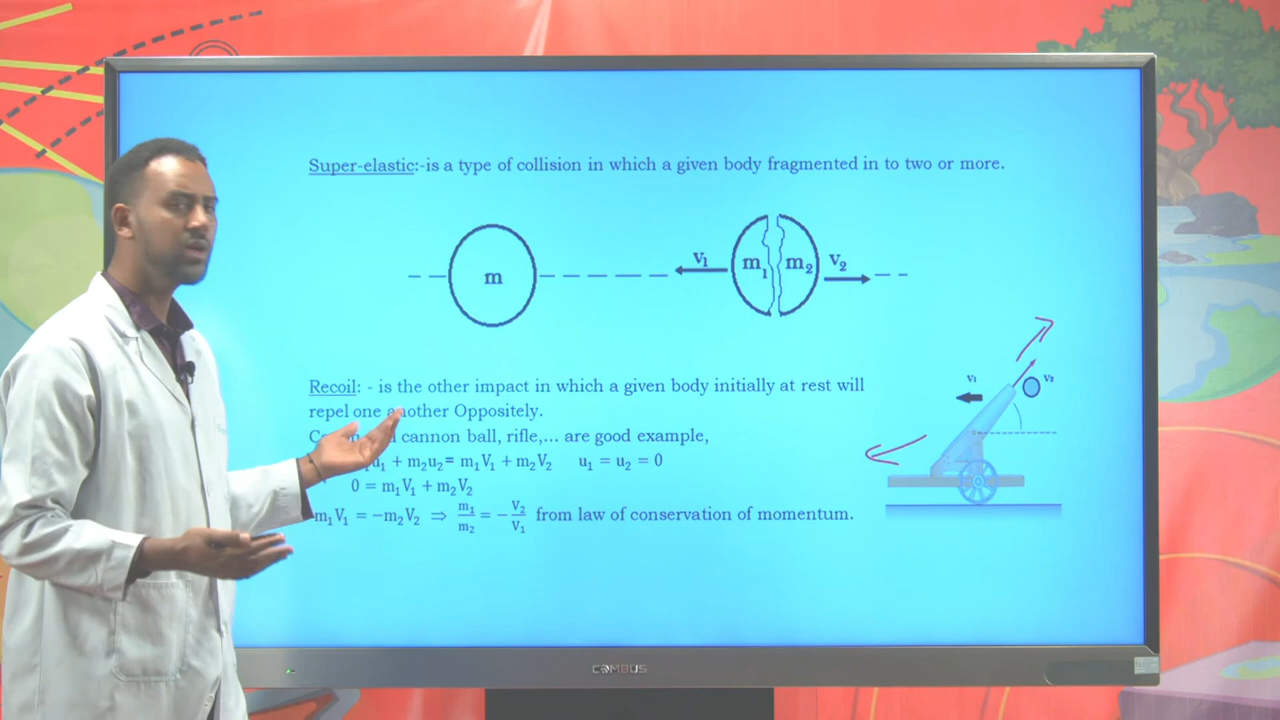 Super-elastic:-is a type of collision in which a given body fragmented in to two or more.
m
V₁ m₁ m₂ V₂
Recoil: - is the other impact in which a given body initially at rest will
repel one another Oppositely.
cannon ball, rifle,... are good example,
u₁ + m₂u₂= m₁V₁ + m₂V₂ u₁ = u₂ = 0
0 = m₁V₁ + m₂V₂
m₁V₁ = −m₂V₂ ⇒ m₁/m₂ = − V₂/V₁ from law of conservation of momentum.
V₁ V₂
CAMBUS